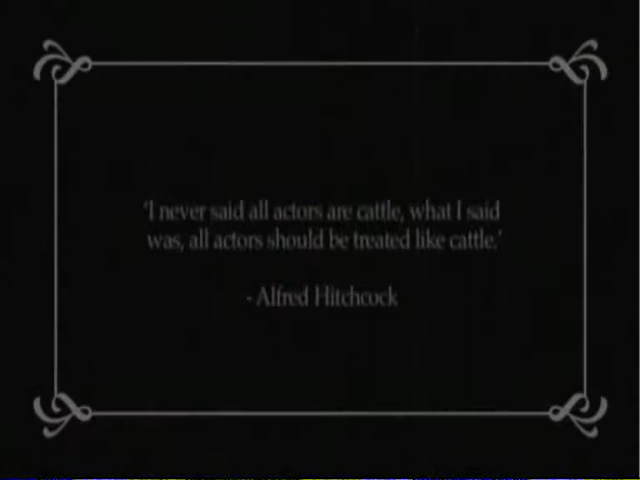 'I never said all actors are cattle, what I said
was, all actors should be treated like cattle.'
- Alfred Hitchcock